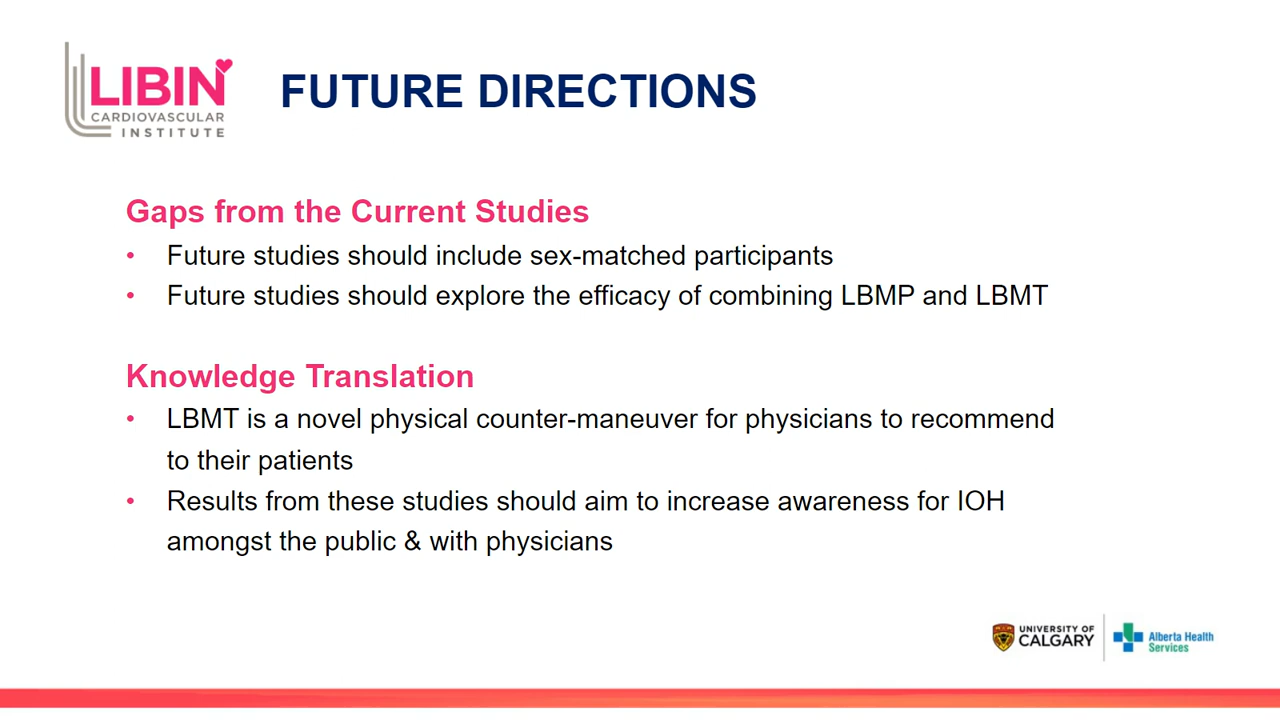 LIBIN
CARDIOVASCULAR
INSTITUTE
FUTURE DIRECTIONS
Gaps from the Current Studies
• Future studies should include sex-matched participants
• Future studies should explore the efficacy of combining LBMP and LBMT
Knowledge Translation
• LBMT is a novel physical counter-maneuver for physicians to recommend
to their patients
• Results from these studies should aim to increase awareness for IOH
amongst the public & with physicians
UNIVERSITY OF
CALGARY
Alberta Health
Services